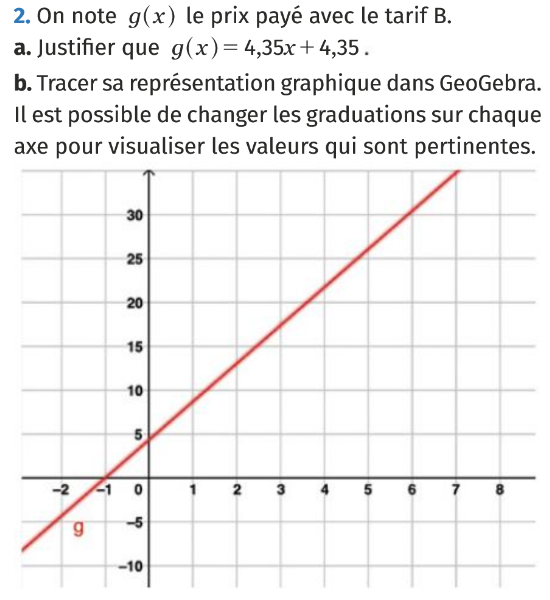 2. On note g(x) le prix payé avec le tarif B.
a. Justifier que g(x) = 4,35x + 4,35.
b. Tracer sa représentation graphique dans GeoGebra.
Il est possible de changer les graduations sur chaque
axe pour visualiser les valeurs qui sont pertinentes.
30
25
20
15
10
5
-2 -1 0 1 2 3 4 5 6 7 8
g
-5
-10